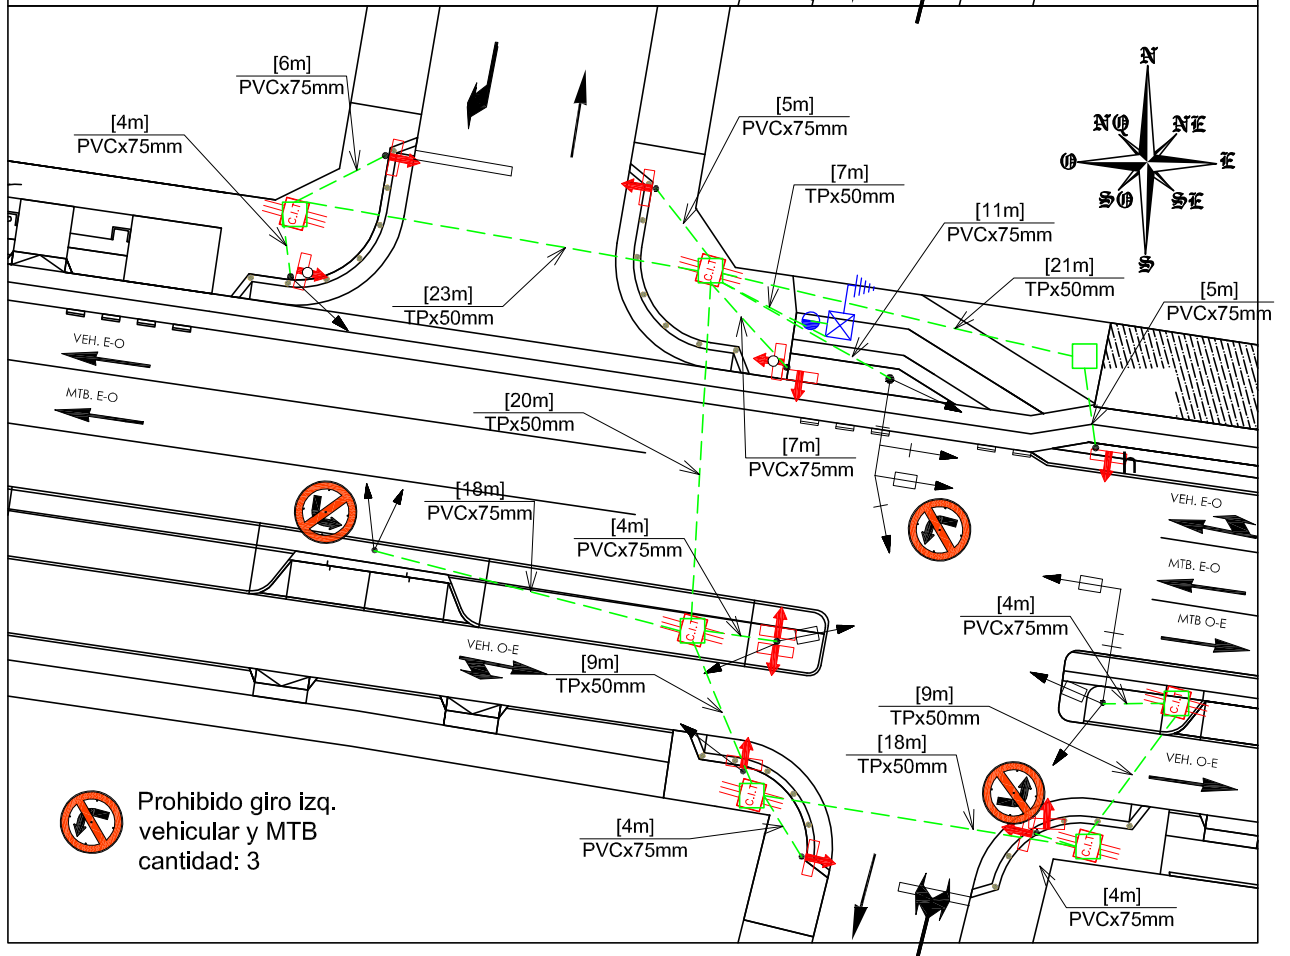 [6m]
PVCx75mm
[4m]
PVCx75mm
[5m]
PVCx75mm
[7m]
TPx50mm
[11m]
PVCx75mm
[21m]
TPx50mm
[5m]
PVCx75mm
N
NO NE
O E
SO SE
S
C.I.T
C.I.T
[23m]
TPx50mm
VEH. E-O
MTB. E-O
[20m]
TPx50mm
[7m]
PVCx75mm
h
[18m]
PVCx75mm
[4m]
PVCx75mm
VEH. E-O
MTB. E-O
MTB O-E
[4m]
PVCx75mm
C.I.T
VEH. O-E
[9m]
TPx50mm
[9m]
TPx50mm
C.I.T
[18m]
TPx50mm
VEH. O-E
C.I.T
[4m]
PVCx75mm
C.I.T
[4m]
PVCx75mm
Prohibido giro izq.
vehicular y MTB
cantidad: 3